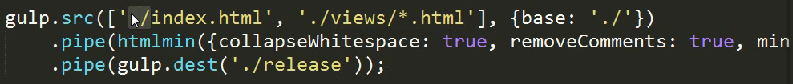 gulp.src(['./index.html', './views/*.html'], {base: './'})
.pipe(htmlmin({collapseWhitespace: true, removeComments: true, min
.pipe(gulp.dest('./release'));